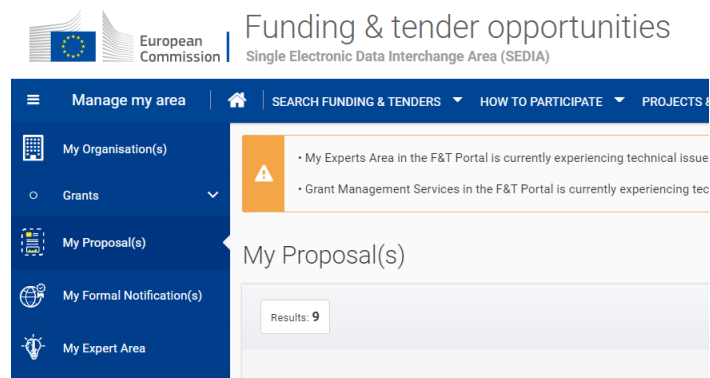 European
Commission
Funding & tender opportunities
Single Electronic Data Interchange Area (SEDIA)
Manage my area
SEARCH FUNDING & TENDERS HOW TO PARTICIPATE PROJECTS &
My Organisation(s)
Grants
My Proposal(s)
My Formal Notification(s)
My Expert Area
• My Experts Area in the F&T Portal is currently experiencing technical issue
• Grant Management Services in the F&T Portal is currently experiencing tec
My Proposal(s)
Results: 9